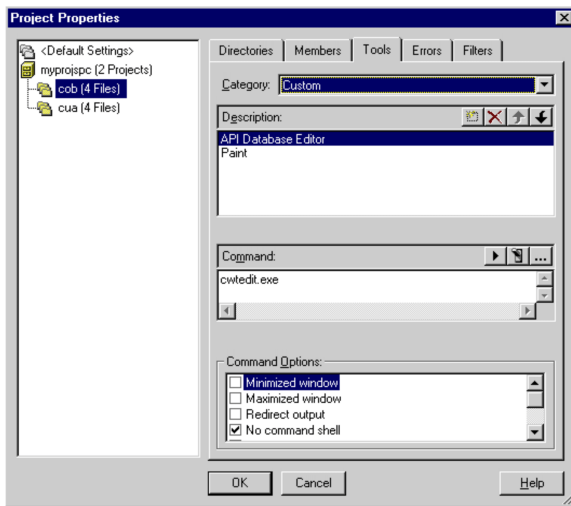 Project Properties
<Default Settings>
myprojspc (2 Projects)
cob (4 Files)
cua (4 Files)
Directories Members Tools Errors Filters
Category: Custom
Description:
API Database Editor
Paint
Command:
cwtedit.exe
Command Options:
Minimized window
Maximized window
Redirect output
No command shell
OK Cancel Help